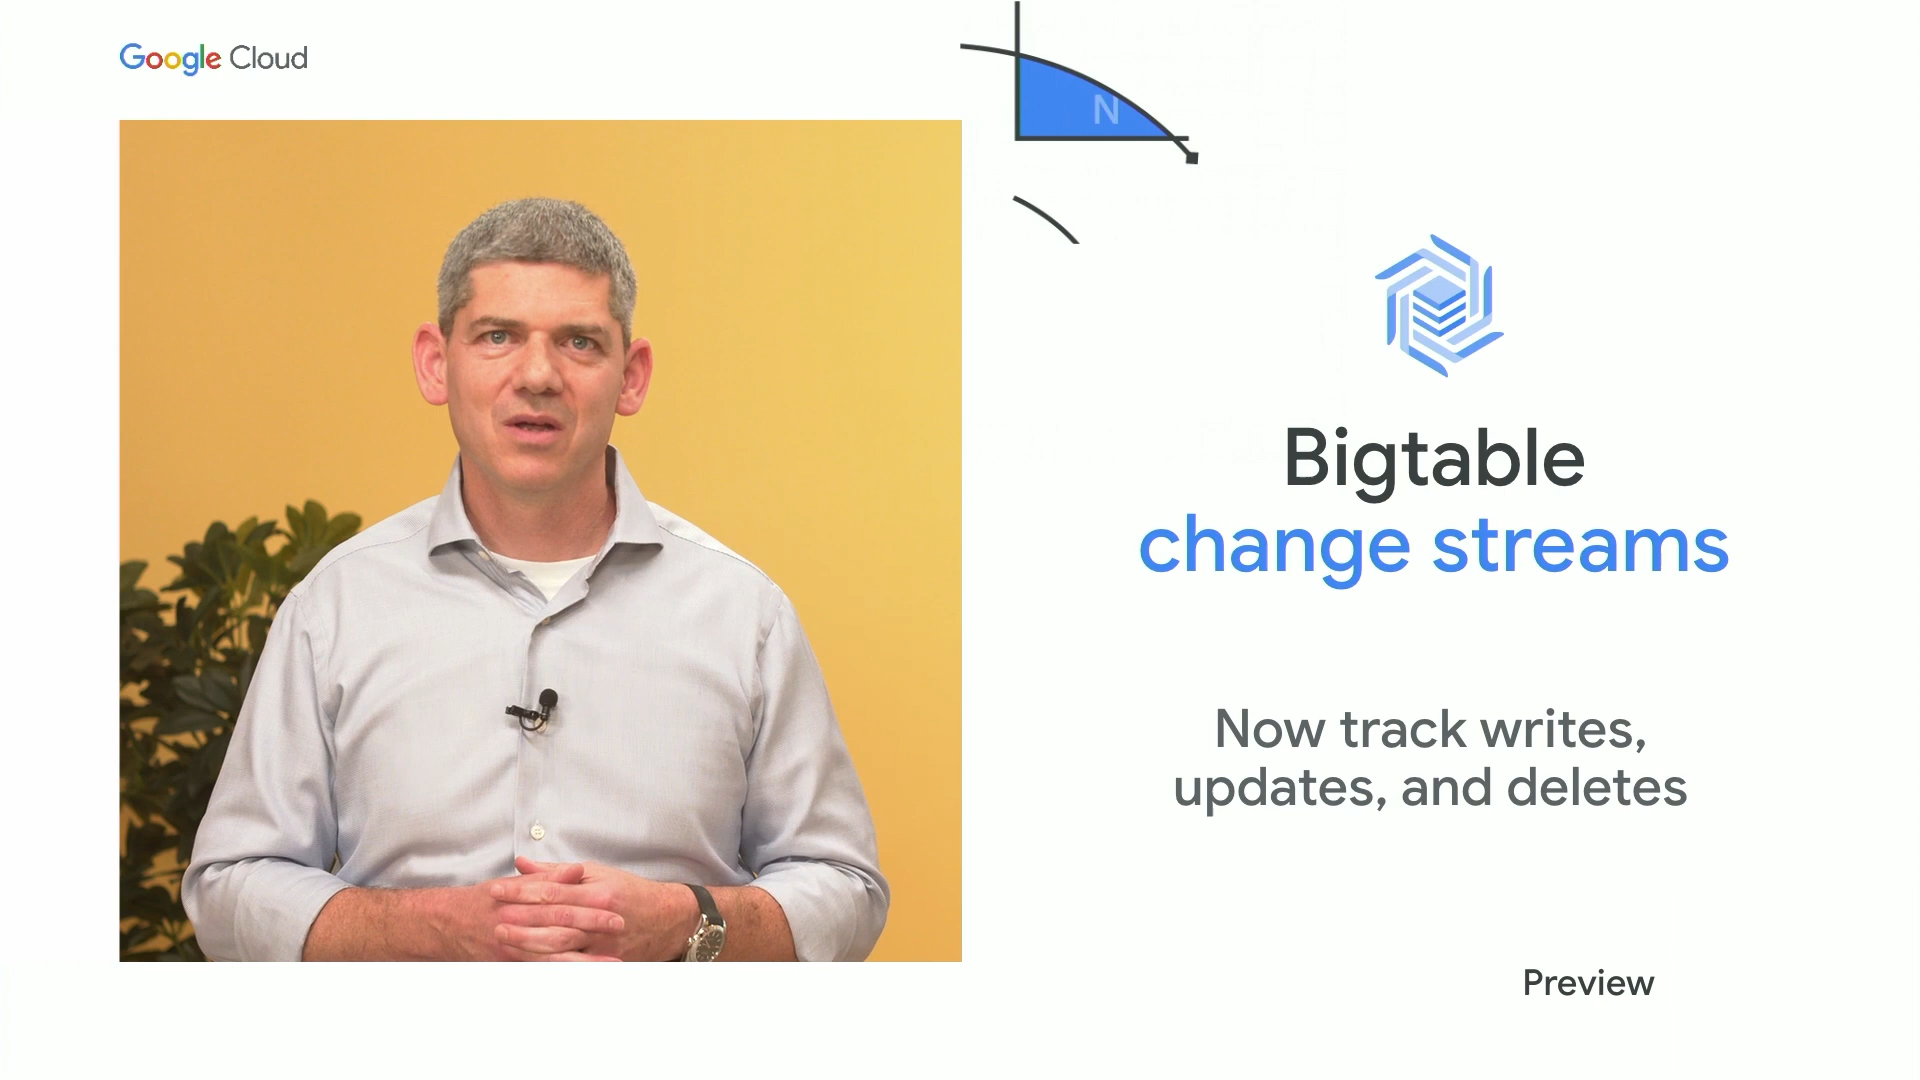 Google Cloud
N
Bigtable
change streams
Now track writes,
updates, and deletes
Preview